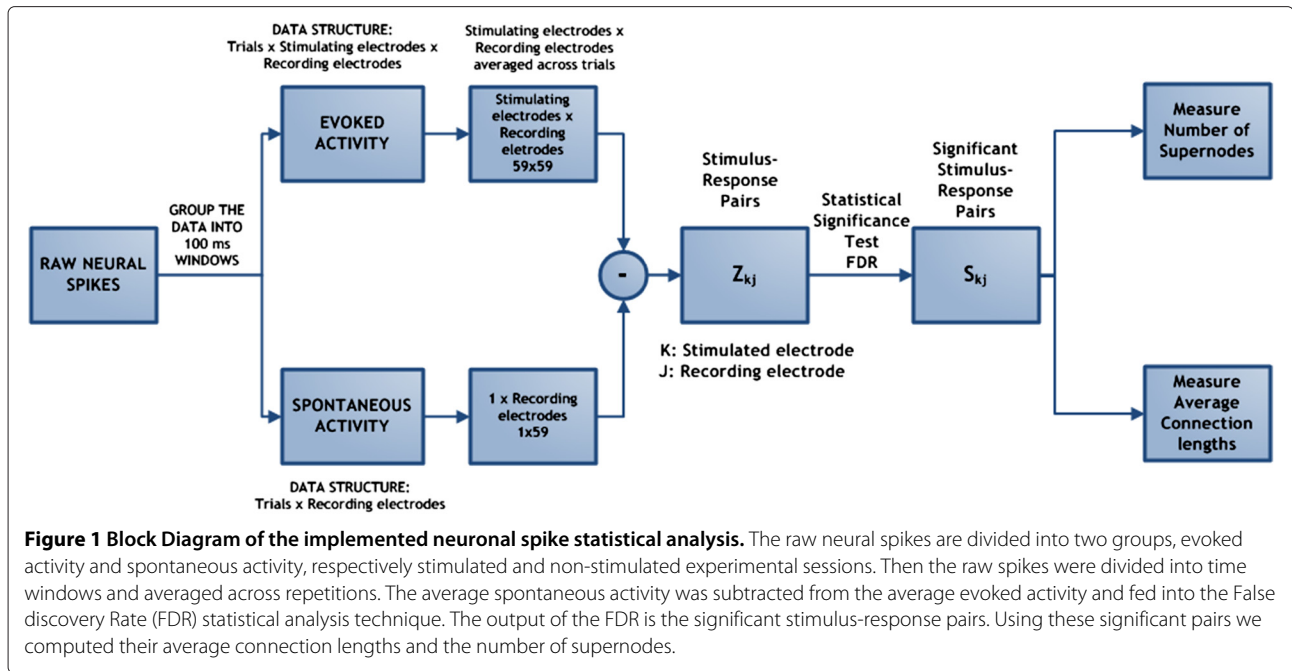 DATA STRUCTURE:
Trials x Stimulating electrodes x
Recording electrodes
Stimulating electrodes x
Recording electrodes
averaged across trials
EVOKED
ACTIVITY
Stimulating
electrodes x
Recording
eletrodes
59x59
Measure
Number of
Supernodes
GROUP THE
DATA INTO
100 ms
WINDOWS
RAW NEURAL
SPIKES
-
Stimulus-
Response
Pairs
Z_kj
Statistical
Significance
Test
FDR
Significant
Stimulus-
Response
Pairs
S_kj
K: Stimulated electrode
J: Recording electrode
SPONTANEOUS
ACTIVITY
1 x Recording
electrodes
1x59
Measure
Average
Connection
lengths
DATA STRUCTURE:
Trials x Recording electrodes
Figure 1 Block Diagram of the implemented neuronal spike statistical analysis. The raw neural spikes are divided into two groups, evoked
activity and spontaneous activity, respectively stimulated and non-stimulated experimental sessions. Then the raw spikes were divided into time
windows and averaged across repetitions. The average spontaneous activity was subtracted from the average evoked activity and fed into the False
discovery Rate (FDR) statistical analysis technique. The output of the FDR is the significant stimulus-response pairs. Using these significant pairs we
computed their average connection lengths and the number of supernodes.